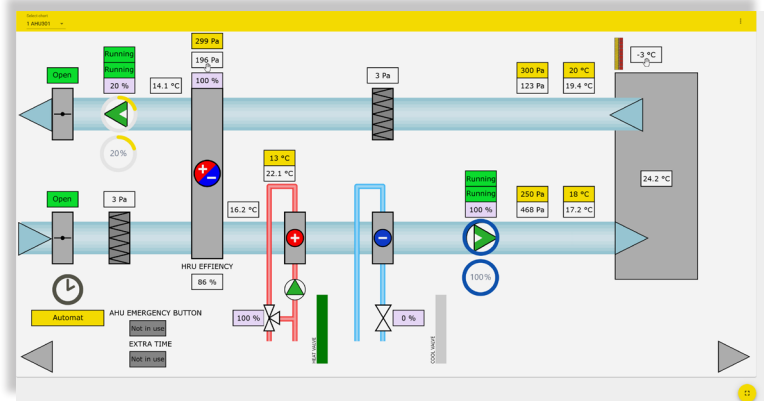 Select chart
1 AHU301
299 Pa
Running
196 Pa
-3 °C
Running
Open
300 Pa
20 °C
3 Pa
20 %
14.1 °C
100 %
123 Pa
19.4 °C
20%
13 °C
22.1 °C
Running
24.2 °C
Running
Open
3 Pa
250 Pa
18 °C
16.2 °C
100 %
468 Pa
17.2 °C
HRU EFFIENCY
100%
86 %
AHU EMERGENCY BUTTON
Automat
100 %
0 %
Not in use
EXTRA TIME
HEAT VALVE
COOL VALVE
Not in use